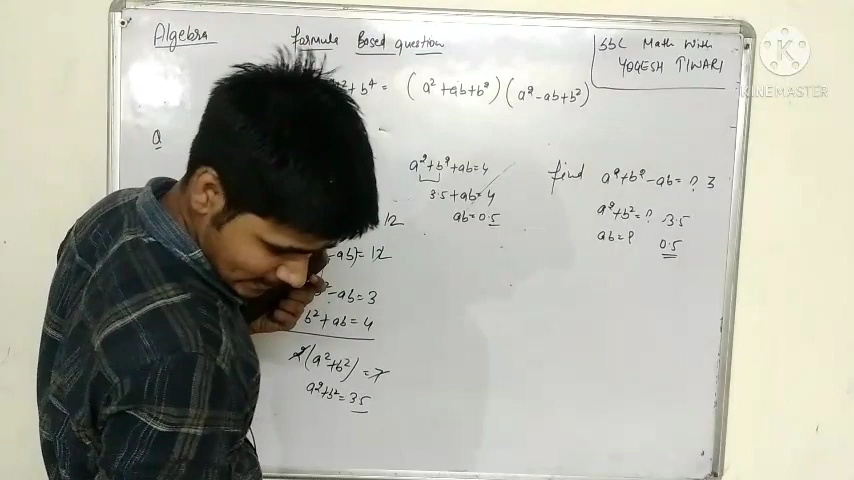 Algebra
formula Based question
SSC Math with
YOGESH TIWARI
KINEMASTER
b² + b⁴ = (a² + ab + b²) (a² - ab + b²)
Q
a² + b² + ab = 4
3.5 + ab = 4
ab = 0.5
find a² + b² - ab = ? 3
a² + b² = ? 3.5
ab = ? 0.5
12
- ab) = 12
- ab = 3
b² + ab = 4
2(a² + b²) = 7
a² + b² = 3.5